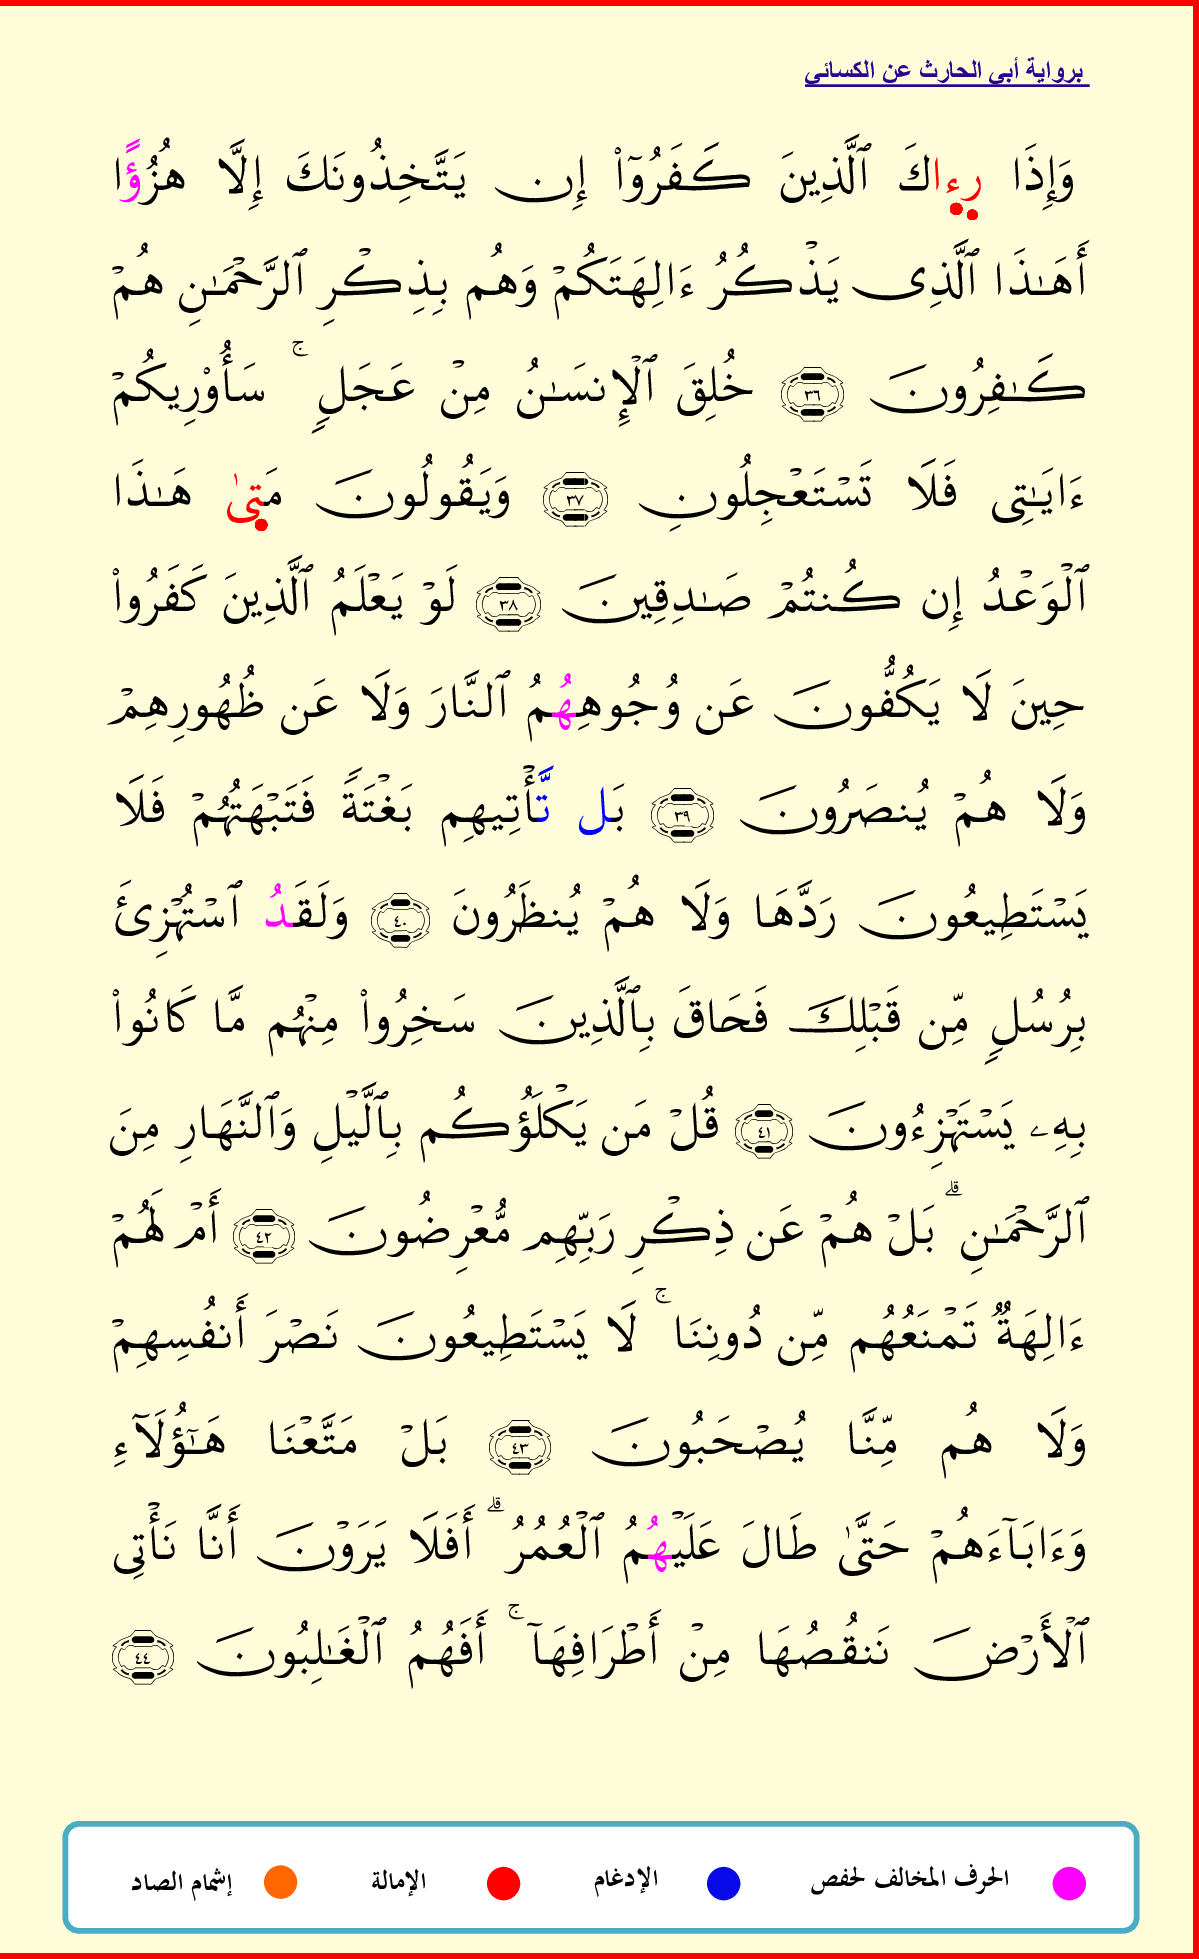 برواية أبي الحارث عن الكسائي
وَإِذَا رِءِاكَ ٱلَّذِينَ كَفَرُوٓاْ إِن يَتَّخِذُونَكَ إِلَّا هُزُؤًا
أَهَٰذَا ٱلَّذِى يَذْكُرُ ءَالِهَتَكُمْ وَهُم بِذِكْرِ ٱلرَّحْمَٰنِ هُمْ
كَٰفِرُونَ ٣٦ خُلِقَ ٱلْإِنسَٰنُ مِنْ عَجَلٍ ۚ سَأُوْرِيكُمْ
ءَايَٰتِى فَلَا تَسْتَعْجِلُونِ ٣٧ وَيَقُولُونَ مَتِىٰ هَٰذَا
ٱلْوَعْدُ إِن كُنتُمْ صَٰدِقِينَ ٣٨ لَوْ يَعْلَمُ ٱلَّذِينَ كَفَرُواْ
حِينَ لَا يَكُفُّونَ عَن وُجُوهِهُمُ ٱلنَّارَ وَلَا عَن ظُهُورِهِمْ
وَلَا هُمْ يُنصَرُونَ ٣٩ بَل تَّأْتِيهِم بَغْتَةً فَتَبْهَتُهُمْ فَلَا
يَسْتَطِيعُونَ رَدَّهَا وَلَا هُمْ يُنظَرُونَ ٤٠ وَلَقَدُ ٱسْتُهْزِئَ
بِرُسُلٍ مِّن قَبْلِكَ فَحَاقَ بِٱلَّذِينَ سَخِرُواْ مِنْهُم مَّا كَانُواْ
بِهِۦ يَسْتَهْزِءُونَ ٤١ قُلْ مَن يَكْلَؤُكُم بِٱلَّيْلِ وَٱلنَّهَارِ مِنَ
ٱلرَّحْمَٰنِ ۗ بَلْ هُمْ عَن ذِكْرِ رَبِّهِم مُّعْرِضُونَ ٤٢ أَمْ لَهُمْ
ءَالِهَةٌ تَمْنَعُهُم مِّن دُونِنَا ۚ لَا يَسْتَطِيعُونَ نَصْرَ أَنفُسِهِمْ
وَلَا هُم مِّنَّا يُصْحَبُونَ ٤٣ بَلْ مَتَّعْنَا هَٰٓؤُلَآءِ
وَءَابَآءَهُمْ حَتَّىٰ طَالَ عَلَيْهُمُ ٱلْعُمُرُ ۗ أَفَلَا يَرَوْنَ أَنَّا نَأْتِى
ٱلْأَرْضَ نَنقُصُهَا مِنْ أَطْرَافِهَآ ۚ أَفَهُمُ ٱلْغَٰلِبُونَ ٤٤
الحرف المخالف لحفص الإدغام الإمالة إشمام الصاد